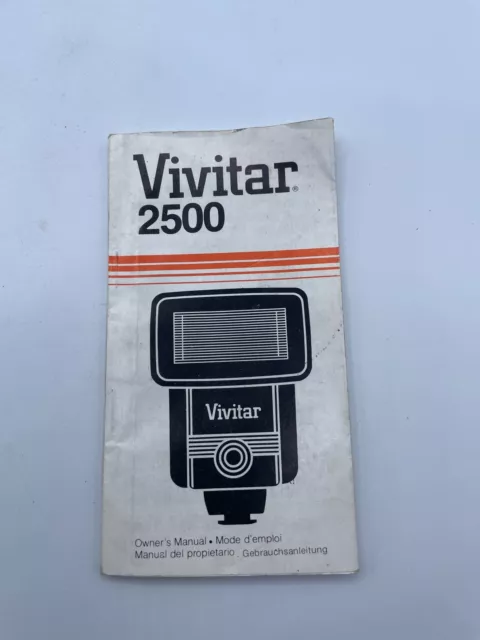 Vivitar®
2500
Vivitar
Owner's Manual • Mode d'emploi
Manual del propietario . Gebrauchsanleitung